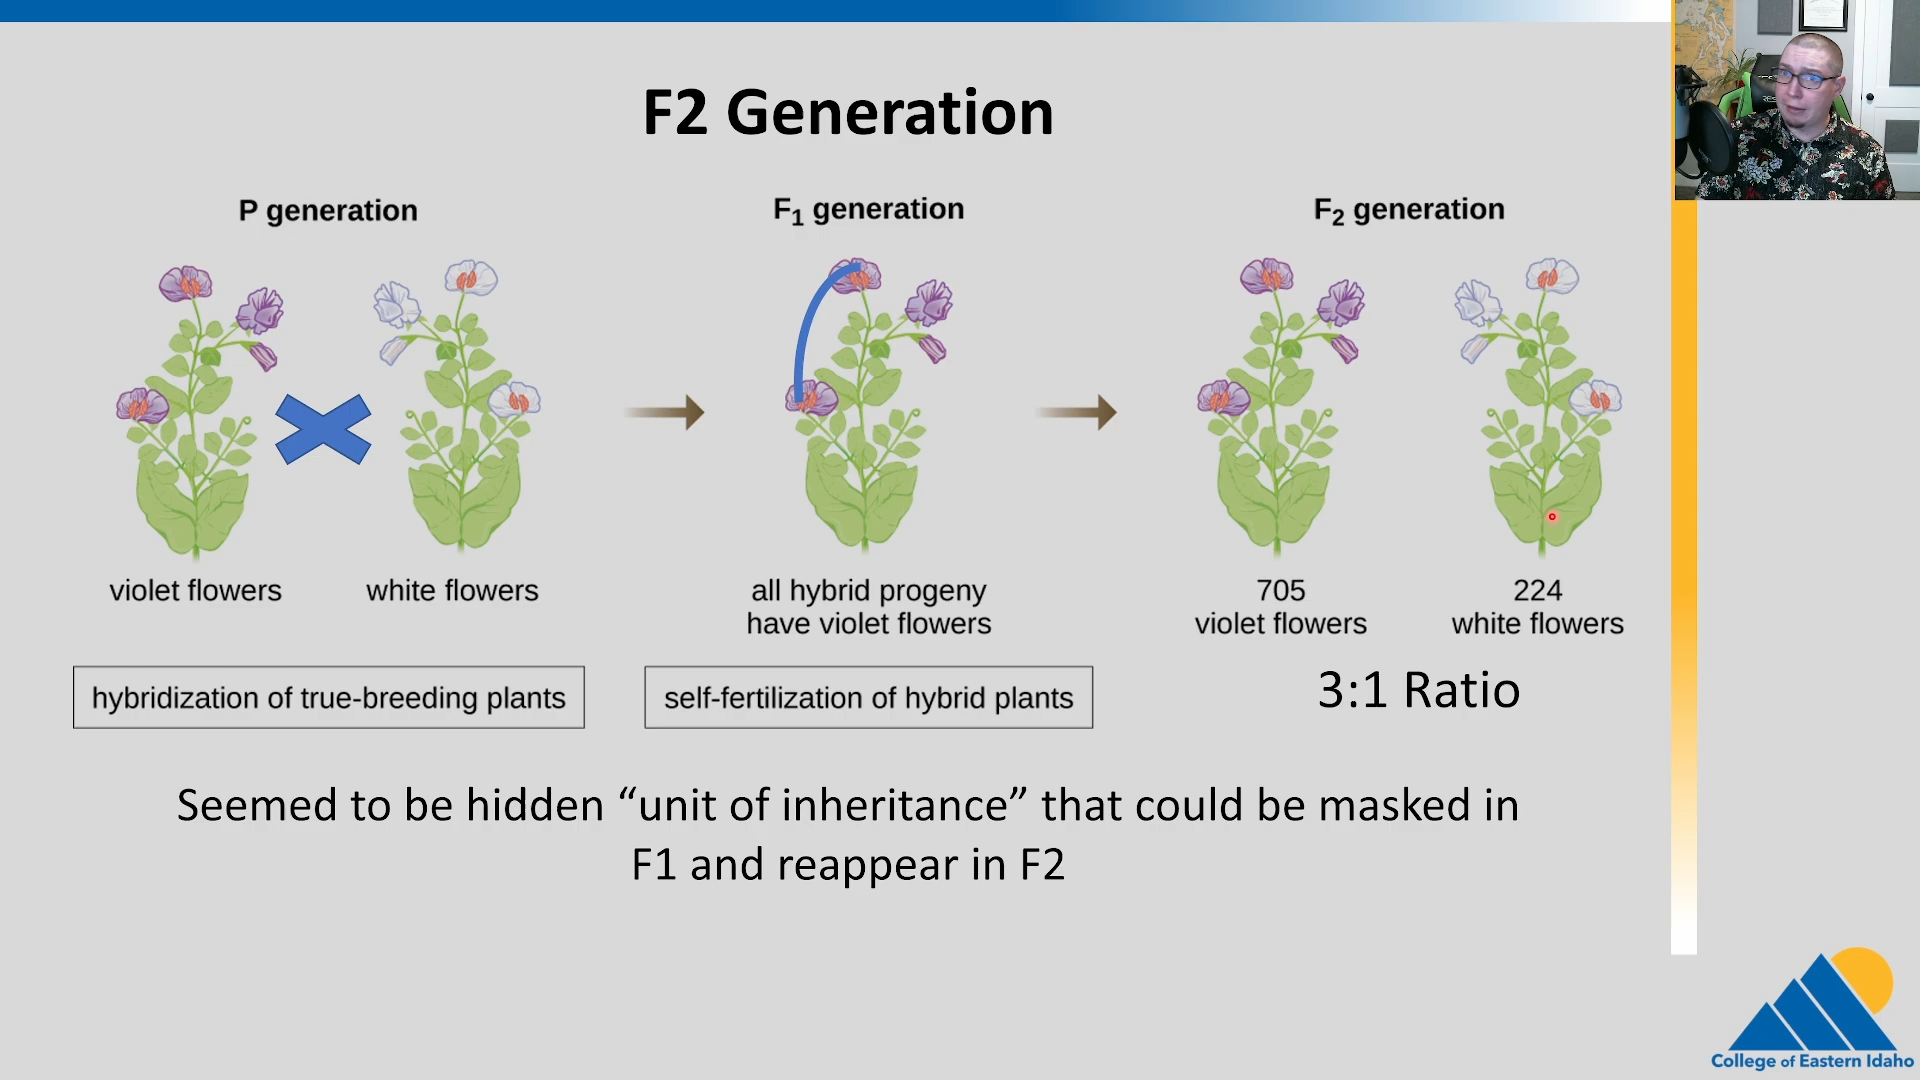 F2 Generation
P generation
F1 generation
F2 generation
violet flowers
white flowers
all hybrid progeny
have violet flowers
705
violet flowers
224
white flowers
hybridization of true-breeding plants
self-fertilization of hybrid plants
3:1 Ratio
Seemed to be hidden “unit of inheritance” that could be masked in
F1 and reappear in F2
College of Eastern Idaho